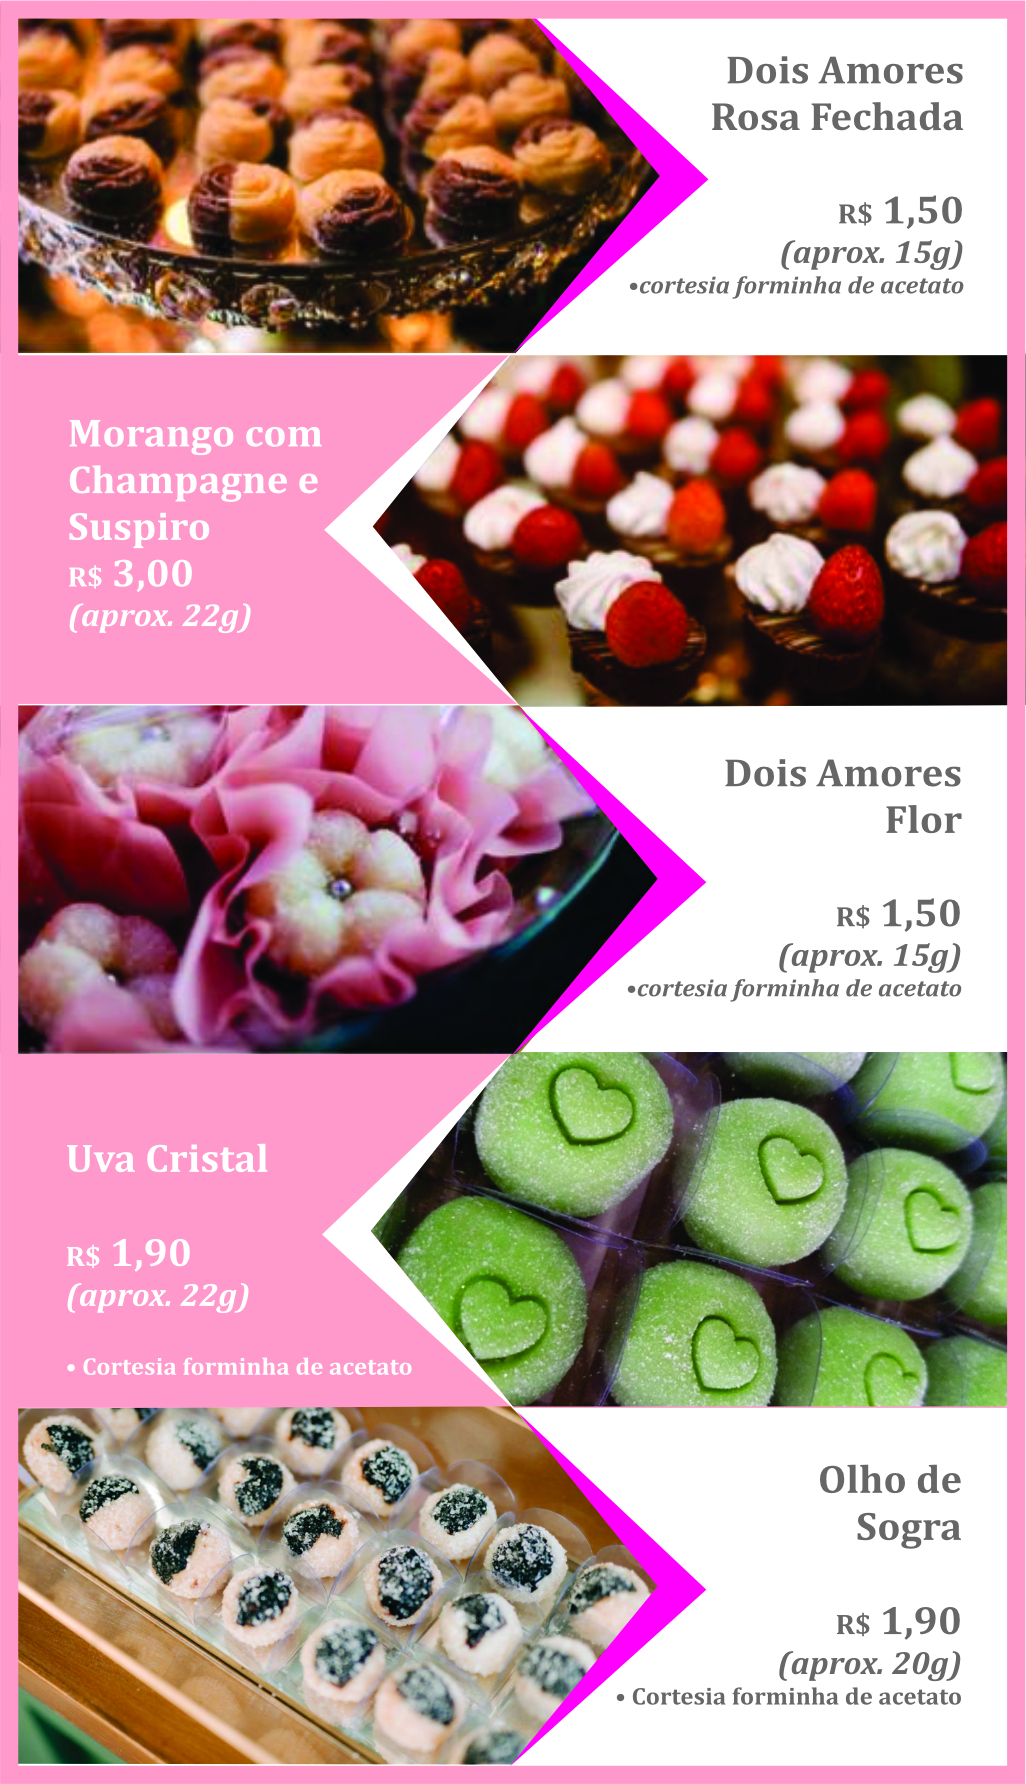 Dois Amores
Rosa Fechada
R$ 1,50
(aprox. 15g)
•cortesia forminha de acetato
Morango com
Champagne e
Suspiro
R$ 3,00
(aprox. 22g)
Dois Amores
Flor
R$ 1,50
(aprox. 15g)
•cortesia forminha de acetato
Uva Cristal
R$ 1,90
(aprox. 22g)
• Cortesia forminha de acetato
Olho de
Sogra
R$ 1,90
(aprox. 20g)
• Cortesia forminha de acetato